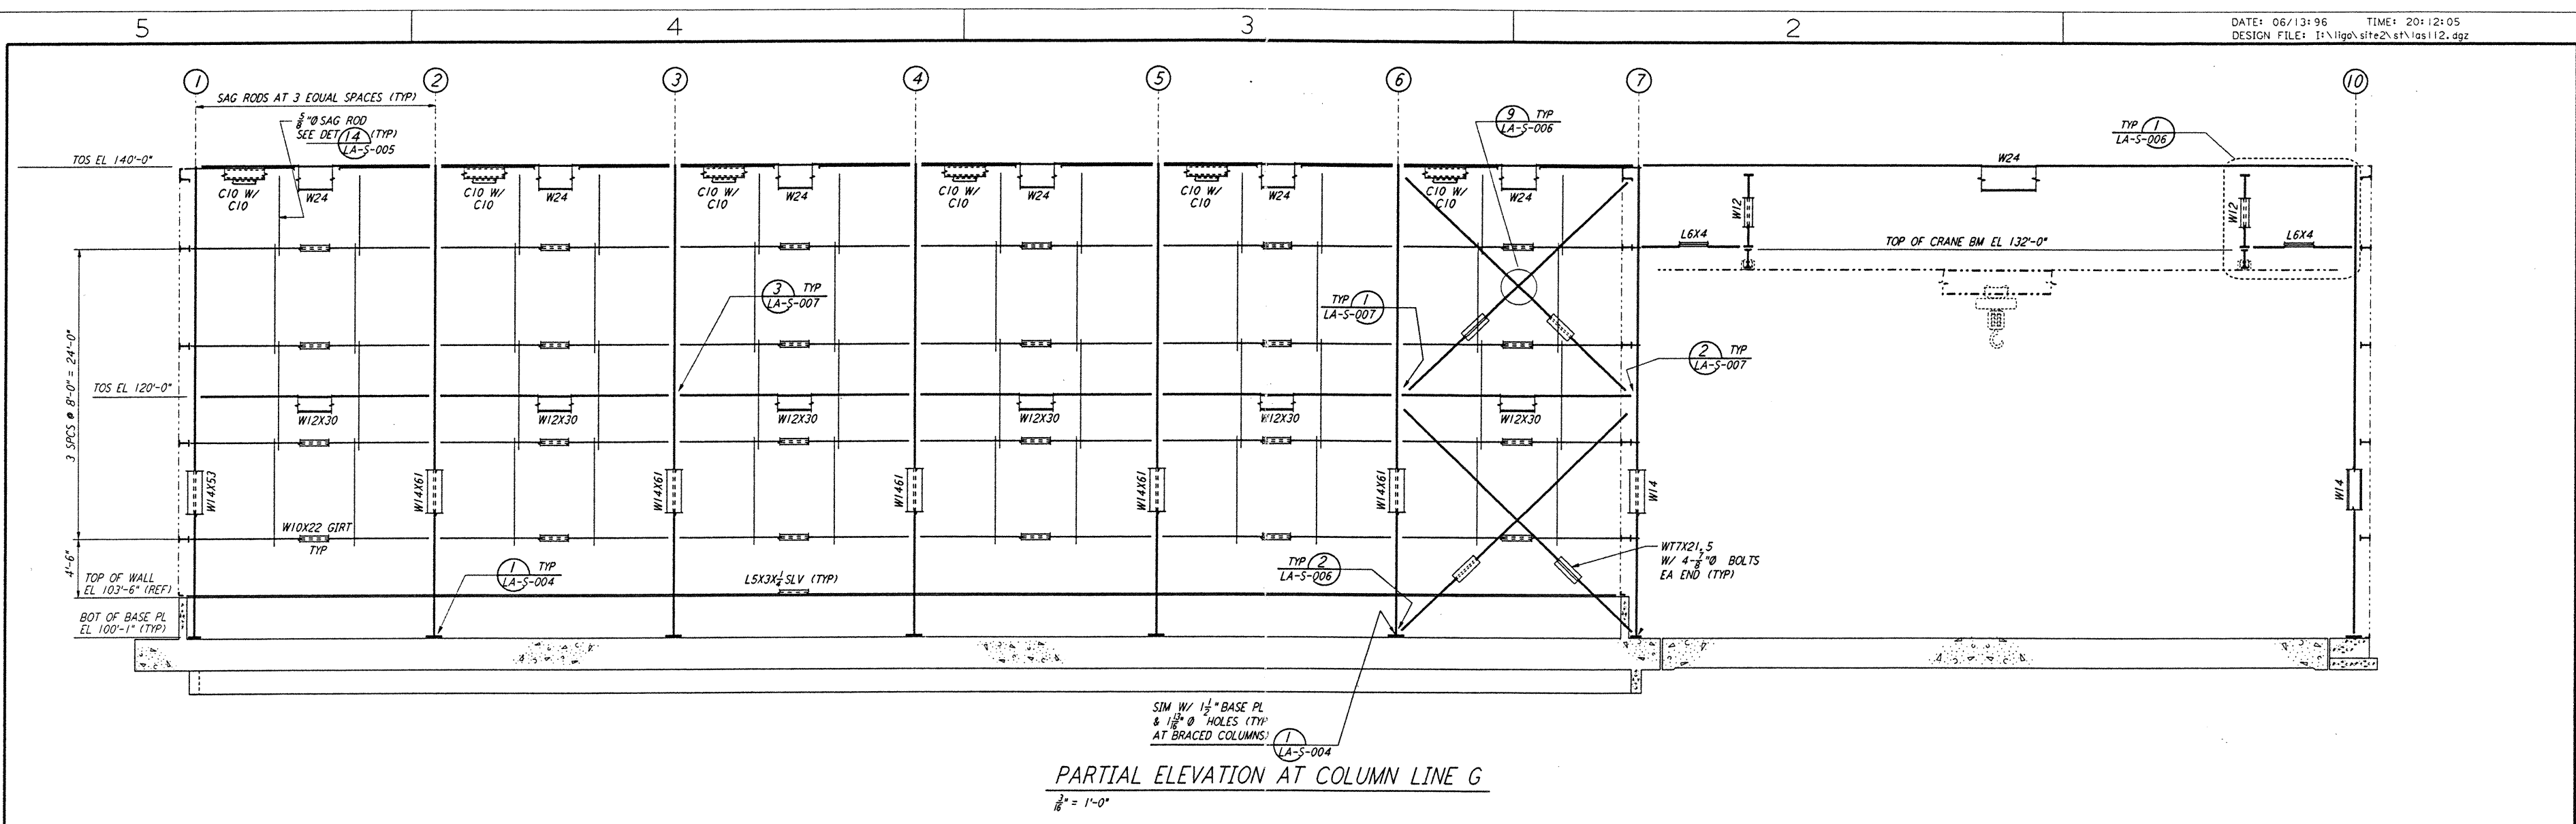 5
4
3
2
DATE: 06/13:96 TIME: 20:12:05
DESIGN FILE: I:\ligo\site2\st\las112.dgz
1
2
3
4
5
6
7
10
SAG RODS AT 3 EQUAL SPACES (TYP)
5/8"Ø SAG ROD
SEE DET 14 (TYP)
LA-S-005
9 TYP
LA-S-006
TYP 1
LA-S-006
TOS EL 140'-0"
C10 W/
C10
W24
C10 W/
C10
W24
C10 W/
C10
W24
C10 W/
C10
W24
C10 W/
C10
W24
C10 W/
C10
W24
W24
W12
W12
L6X4
TOP OF CRANE BM EL 132'-0"
L6X4
3 TYP
LA-S-007
TYP 1
LA-S-007
2 TYP
LA-S-007
3 SPCS @ 8'-0" = 24'-0"
TOS EL 120'-0"
W12X30
W12X30
W12X30
W12X30
W12X30
W12X30
W14X53
W14X61
W14X61
W1461
W14X61
W14X61
W14
W14
W10X22 GIRT
TYP
4'-6"
TOP OF WALL
EL 103'-6" (REF)
BOT OF BASE PL
EL 100'-1" (TYP)
1 TYP
LA-S-004
L5X3X1/4 SLV (TYP)
TYP 2
LA-S-006
WT7X21.5
W/ 4-7/8"Ø BOLTS
EA END (TYP)
SIM W/ 1 1/2" BASE PL
& 1 13/16" Ø HOLES (TYP
AT BRACED COLUMNS)
1
LA-S-004
PARTIAL ELEVATION AT COLUMN LINE G
3/16" = 1'-0"